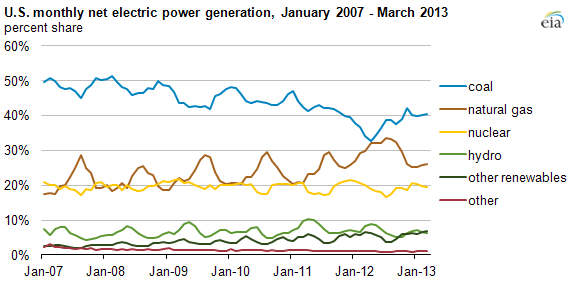 U.S. monthly net electric power generation, January 2007 - March 2013
percent share
eia
60%
50%
40%
30%
20%
10%
0%
Jan-07 Jan-08 Jan-09 Jan-10 Jan-11 Jan-12 Jan-13
coal
natural gas
nuclear
hydro
other renewables
other